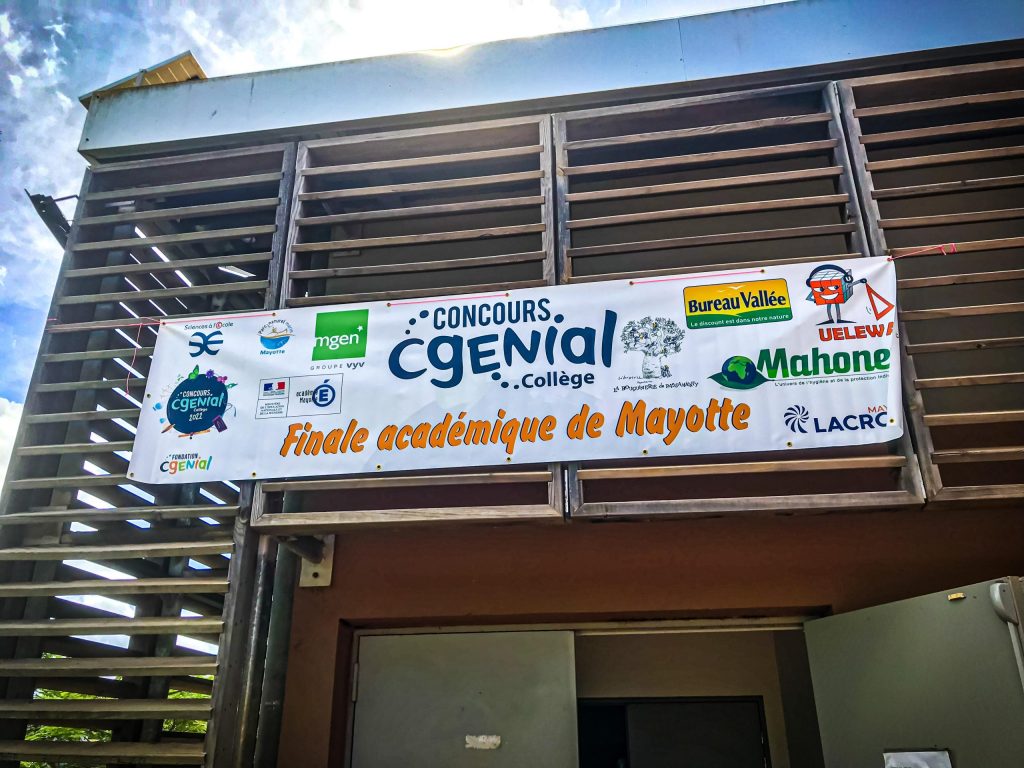 Sciences à l'École
Mayotte
mgen
GROUPE VYV
CONCOURS
CGENial
Collège
Bureau Vallée
Le discount est dans notre nature
UELEWA
Mahone
L'univers de l'hygiène et de la protection
CONCOURS
CGENial
Collège
2022
académie
Finale académique de Mayotte
LACRO
FONDATION
CGENial